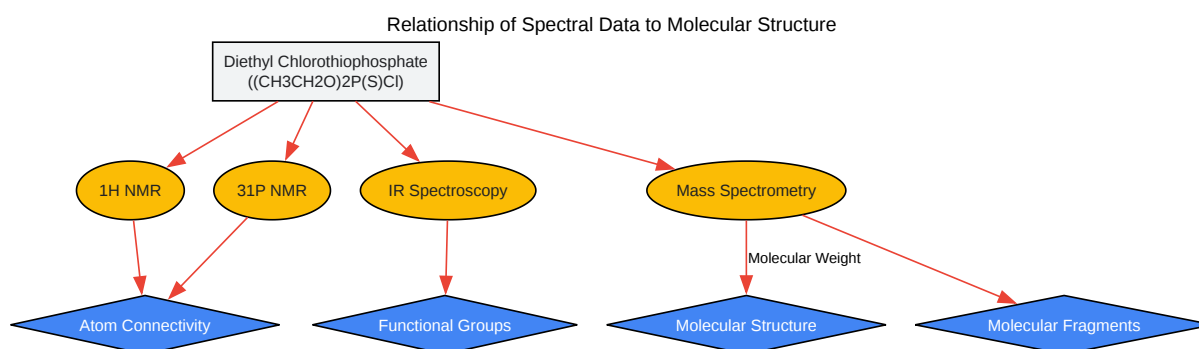 Relationship of Spectral Data to Molecular Structure
Diethyl Chlorothiophosphate
((CH3CH2O)2P(S)Cl)
1H NMR
31P NMR
IR Spectroscopy
Mass Spectrometry
Molecular Weight
Atom Connectivity
Functional Groups
Molecular Structure
Molecular Fragments